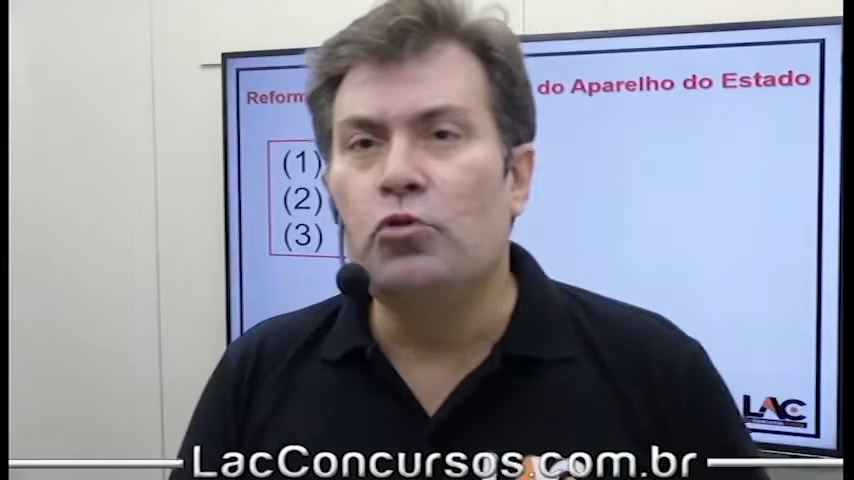 Reform do Aparelho do Estado
(1)
(2)
(3)
LAC
LacConcursos.com.br